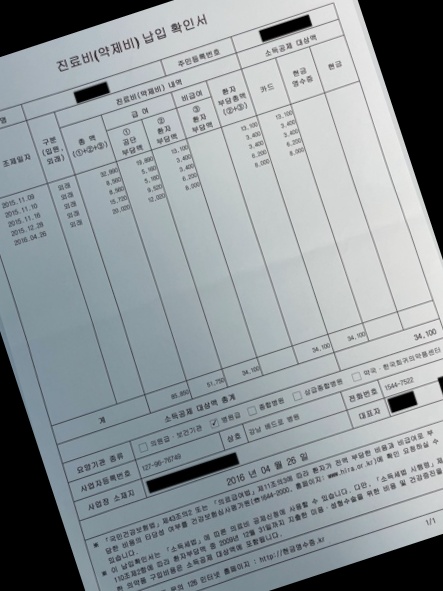 진료비(약제비) 납입 확인서
명 주민등록번호
진료비(약제비) 내역 소득공제 대상액
조제일자 구분 (입원, 외래) 총 액 (①+②+③) 급 여 비급여 환자 부담총액 (②+③) 카드 현금 영수증 현금
① 공단 부담액 ② 환자 부담액 ③ 환자 부담액
2015.11.09 외래 32,960 19,860 13,100 13,100 13,100
2015.11.10 외래 8,560 5,160 3,400 3,400 3,400
2015.11.16 외래 8,560 5,160 3,400 3,400 3,400
2015.12.28 외래 15,720 9,520 6,200 6,200 6,200
2016.04.26 외래 20,020 12,020 8,000 8,000 8,000
계 85,850 51,750 34,100 34,100 34,100
소득공제 대상액 총계 34,100
요양기관 종류 의원급·보건기관 ✓ 병원급 종합병원 상급종합병원 약국·한국희귀의약품센터
사업자등록번호 127-96-76749 상호 강남 베드로 병원 전화번호 1544-7522
사업장 소재지 대표자
2016 년 04 월 26 일
※ 「국민건강보험법」 제43조의2 또는 「의료급여법」 제11조의3에 따라 환자가 전액 부담한 비용과 비급여로 부
담한 비용의 타당성 여부를 건강보험심사평가원(☎1644-2000, 홈페이지: www.hira.or.kr)에 확인 요청하실 수
있습니다.
※ 이 납입확인서는 「소득세법」에 따른 의료비 공제신청에 사용할 수 있습니다. 다만, 「소득세법 시행령」 제
110조제2항에 따라 환자부담액 중 2009년 12월 31일까지 지출한 미용·성형수술을 위한 비용 및 건강증진을
한 의약품 구입비용은 소득공제 대상액에 포함됩니다.
문의 126 인터넷 홈페이지 : http://현금영수증.kr
1/1